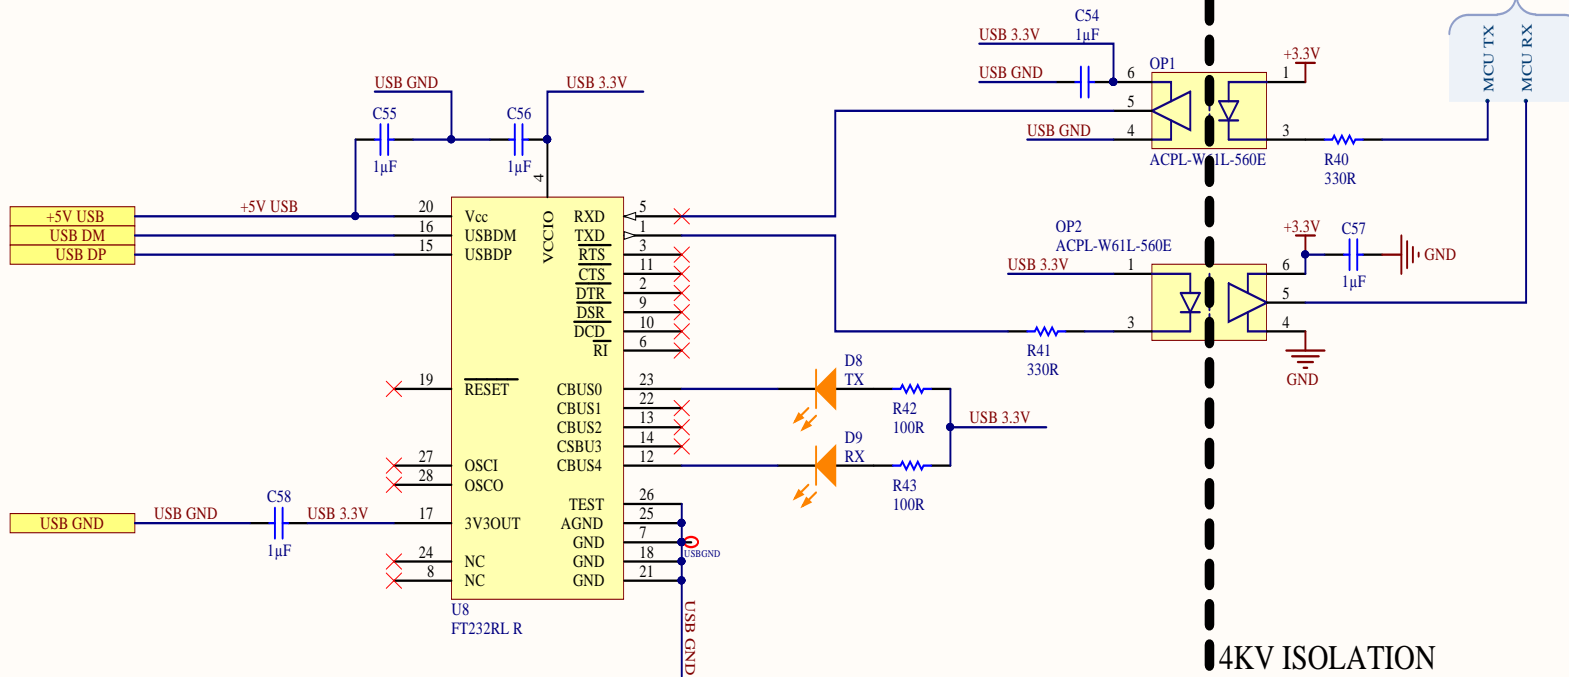 C54
USB 3.3V
1µF
USB GND
6
OP1
1
+3.3V
MCU TX
MCU RX
5
USB GND
4
3
ACPL-W61L-560E
R40
330R
USB GND
USB 3.3V
C55
C56
1µF
1µF
4
+5V USB
USB DM
USB DP
+5V USB
20
16
15
Vcc
USBDM
USBDP
VCCIO
RXD
TXD
RTS
CTS
DTR
DSR
DCD
RI
5
1
3
11
2
9
10
6
OP2
ACPL-W61L-560E
USB 3.3V
1
3
R41
330R
+3.3V
C57
6
1µF
GND
5
4
GND
19
RESET
CBUS0
CBUS1
CBUS2
CSBU3
CBUS4
23
22
13
14
12
D8
TX
R42
100R
USB 3.3V
D9
RX
R43
100R
27
28
OSCI
OSCO
USB GND
USB GND
C58
1µF
USB 3.3V
17
3V3OUT
24
8
NC
NC
TEST
AGND
GND
GND
GND
26
25
7
18
21
USBGND
USB GND
U8
FT232RL R
4KV ISOLATION